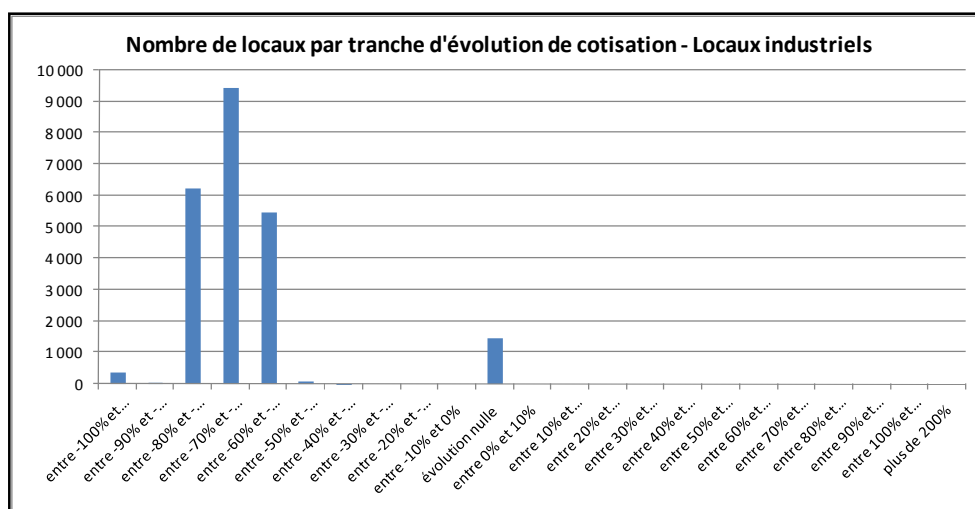 Nombre de locaux par tranche d'évolution de cotisation - Locaux industriels
10 000
9 000
8 000
7 000
6 000
5 000
4 000
3 000
2 000
1 000
0
entre -100% et…
entre -90% et -…
entre -80% et -…
entre -70% et -…
entre -60% et -…
entre -50% et -…
entre -40% et -…
entre -30% et -…
entre -20% et -…
entre -10% et 0%
évolution nulle
entre 0% et 10%
entre 10% et…
entre 20% et…
entre 30% et…
entre 40% et…
entre 50% et…
entre 60% et…
entre 70% et…
entre 80% et…
entre 90% et…
entre 100% et…
plus de 200%